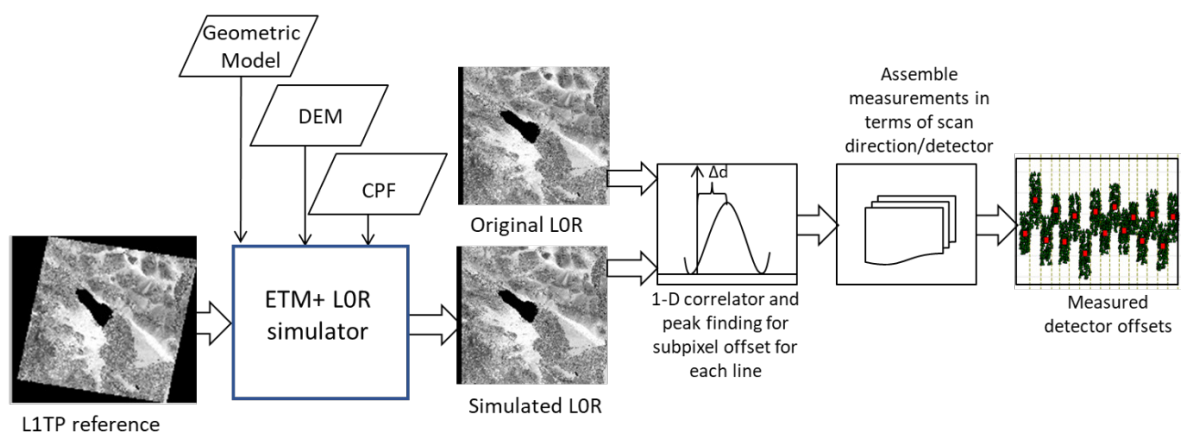 Geometric
Model
DEM
CPF
L1TP reference
ETM+ L0R
simulator
Original L0R
Simulated L0R
Δd
1-D correlator and
peak finding for
subpixel offset for
each line
Assemble
measurements in
terms of scan
direction/detector
Measured
detector offsets